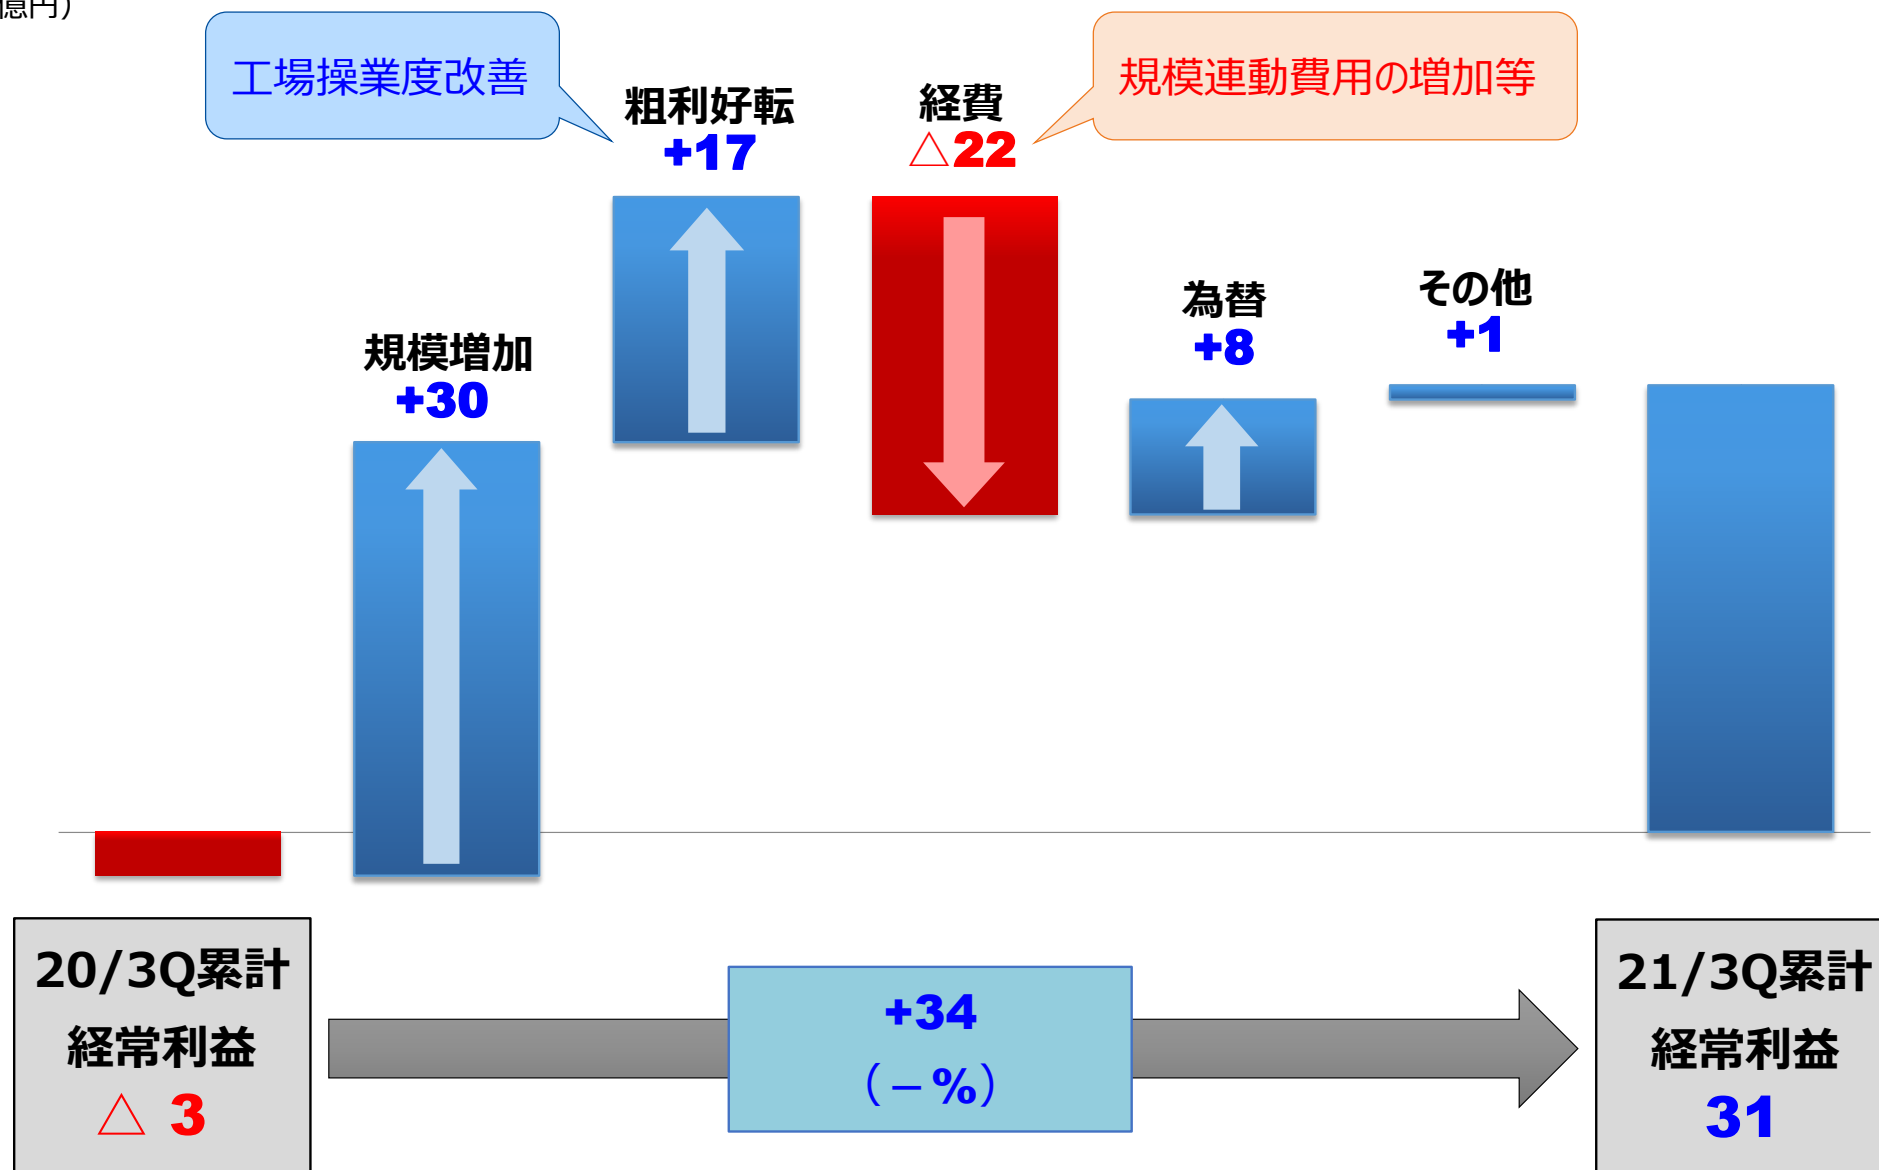 億円）
工場操業度改善
規模連動費用の増加等
粗利好転
+17
経費
△22
規模増加
+30
為替
+8
その他
+1
20/3Q累計
経常利益
△ 3
+34
（－%）
21/3Q累計
経常利益
31